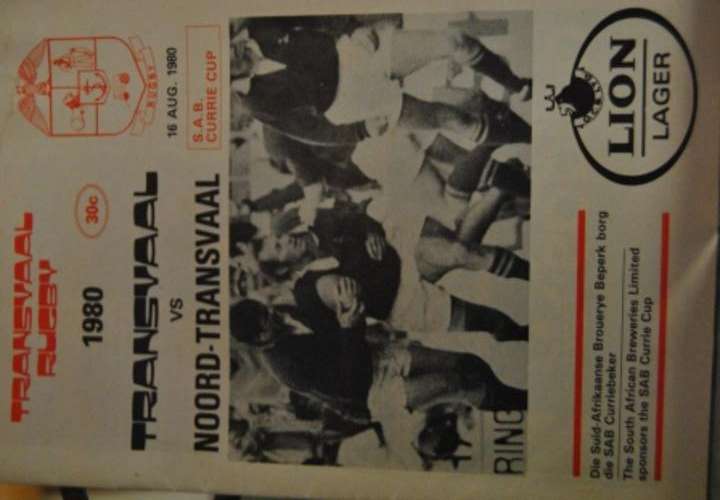 TRANSVAAL
RUGBY
RUGBY
1980
30c
TRANSVAAL
16 AUG. 1980
vs
S.A.B.
CURRIE CUP
NOORD-TRANSVAAL
RING
LION
LAGER
Die Suid-Afrikaanse Brouerye Beperk borg
die SAB Curriebeker
The South African Breweries Limited
sponsors the SAB Currie Cup